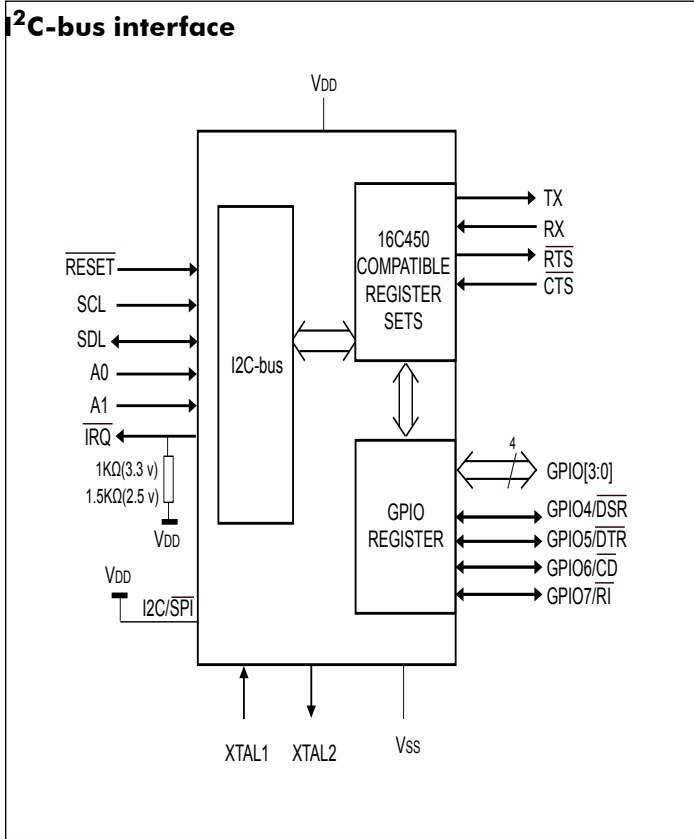 I²C-bus interface
VDD
TX
RX
RTS
CTS
16C450
COMPATIBLE
REGISTER
SETS
RESET
SCL
SDL
A0
A1
IRQ
I2C-bus
1KΩ(3.3 v)
1.5KΩ(2.5 v)
VDD
4
GPIO[3:0]
GPIO4/DSR
GPIO5/DTR
GPIO6/CD
GPIO7/RI
GPIO
REGISTER
VDD
I2C/SPI
XTAL1
XTAL2
VSS